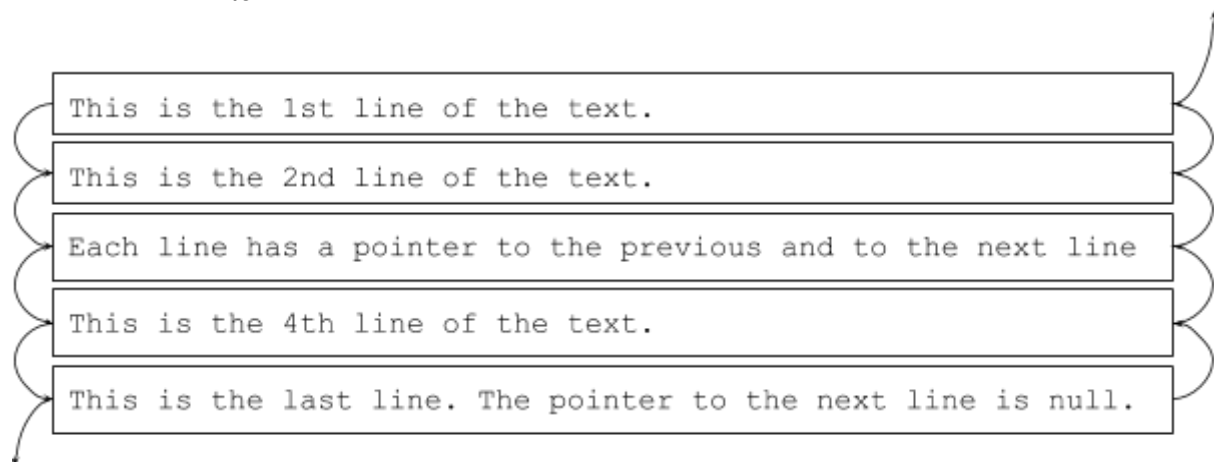 This is the 1st line of the text.
This is the 2nd line of the text.
Each line has a pointer to the previous and to the next line
This is the 4th line of the text.
This is the last line. The pointer to the next line is null.